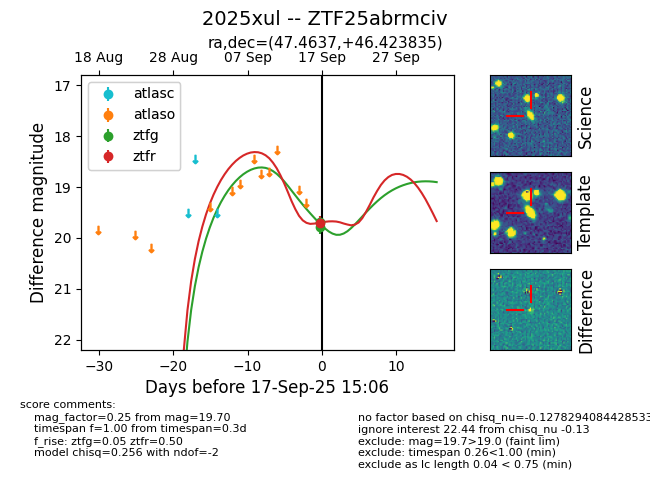 2025xul -- ZTF25abrmciv
ra,dec=(47.4637,+46.423835)
18 Aug 28 Aug 07 Sep 17 Sep 27 Sep
17
18
19
20
21
22
Difference magnitude
atlasc
atlaso
ztfg
ztfr
−30 −20 −10 0 10
Days before 17-Sep-25 15:06
Science
Template
Difference
score comments:
mag_factor=0.25 from mag=19.70
timespan f=1.00 from timespan=0.3d
f_rise: ztfg=0.05 ztfr=0.50
model chisq=0.256 with ndof=-2
no factor based on chisq_nu=-0.1278294084428533
ignore interest 22.44 from chisq_nu -0.13
exclude: mag=19.7>19.0 (faint lim)
exclude: timespan 0.26<1.00 (min)
exclude as lc length 0.04 < 0.75 (min)